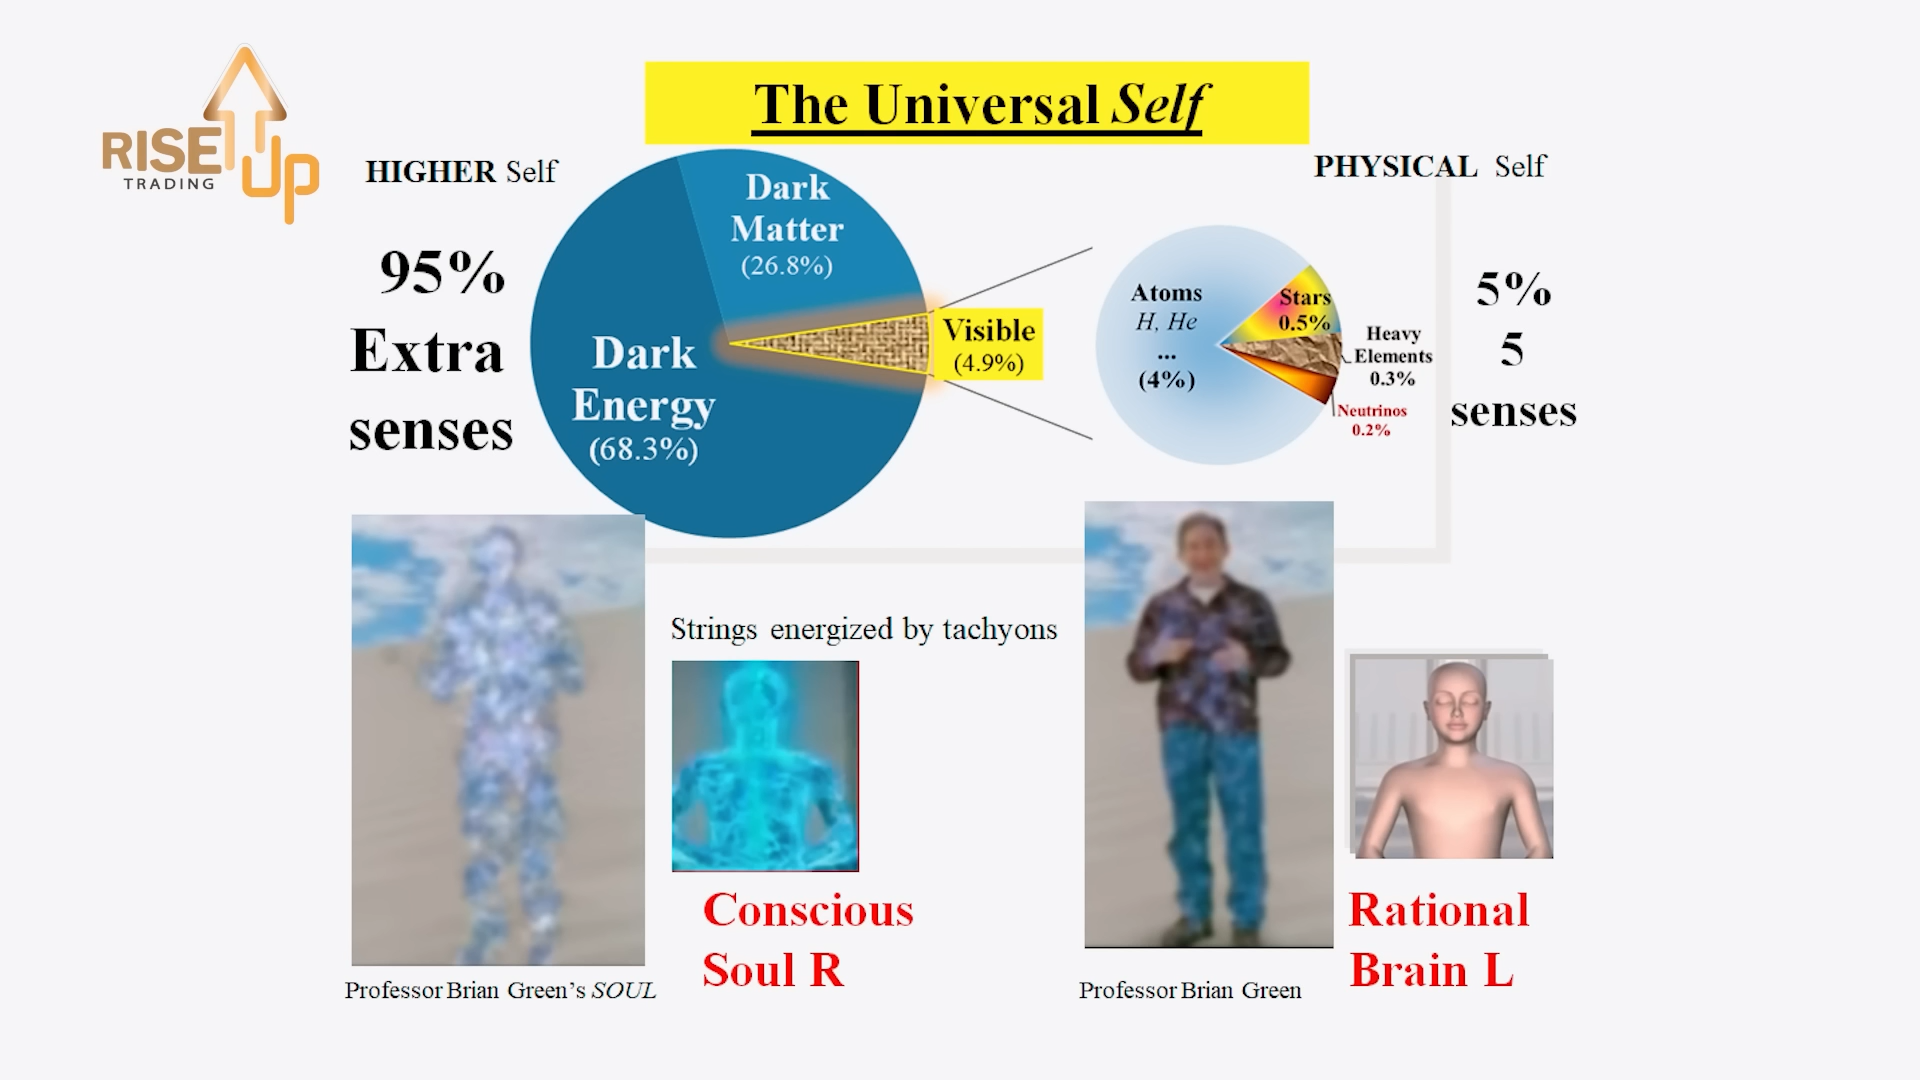 RISE Up
TRADING
The Universal Self
HIGHER Self
95%
Extra
senses
Dark
Matter
(26.8%)
Dark
Energy
(68.3%)
Visible
(4.9%)
PHYSICAL Self
Atoms
H, He
...
(4%)
Stars
0.5%
Heavy
Elements
0.3%
Neutrinos
0.2%
5%
5
senses
Strings energized by tachyons
Conscious
Soul R
Rational
Brain L
Professor Brian Green’s SOUL
Professor Brian Green